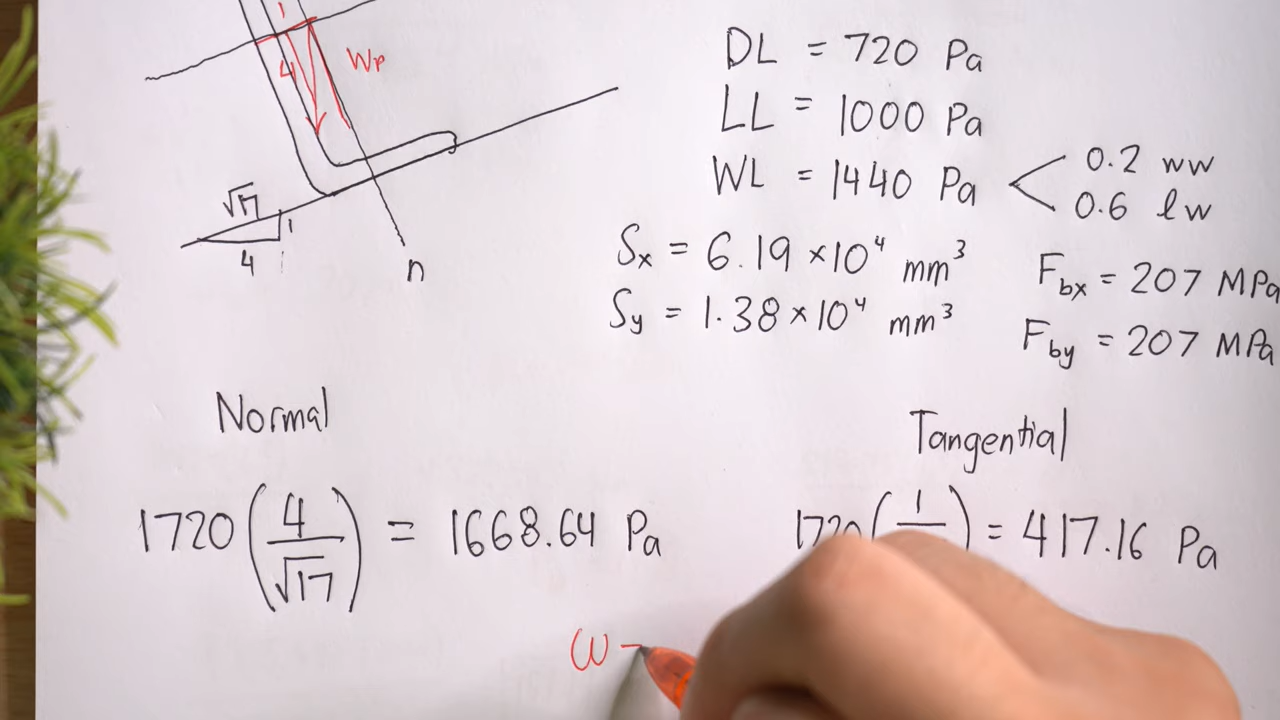 1
4
Wp
DL = 720 Pa
LL = 1000 Pa
WL = 1440 Pa < 0.2 ww
0.6 lw
√17
1
4
n
Sx = 6.19 ×10⁴ mm³
Sy = 1.38 ×10⁴ mm³
Fbx = 207 MPa
Fby = 207 MPa
Normal
Tangential
1720 (4/√17) = 1668.64 Pa
1720 (1/ ) = 417.16 Pa
ω